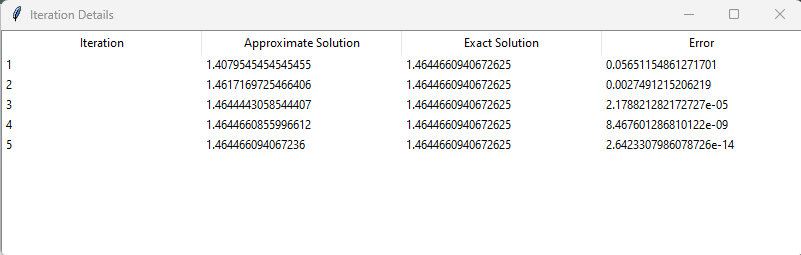 Iteration Details
Iteration Approximate Solution Exact Solution Error
1 1.4079545454545455 1.4644660940672625 0.05651154861271701
2 1.4617169725466406 1.4644660940672625 0.0027491215206219
3 1.4644443058544407 1.4644660940672625 2.178821282172727e-05
4 1.4644660855996612 1.4644660940672625 8.467601286810122e-09
5 1.464466094067236 1.4644660940672625 2.6423307986078726e-14